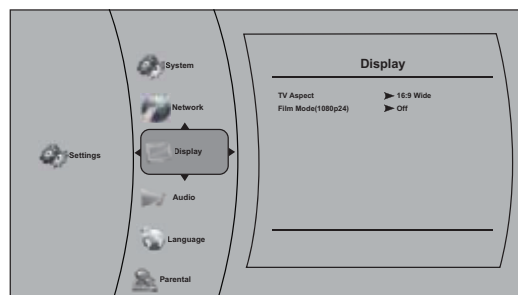 Settings
System
Network
Display
Audio
Language
Parental
Display
TV Aspect 16:9 Wide
Film Mode(1080p24) Off